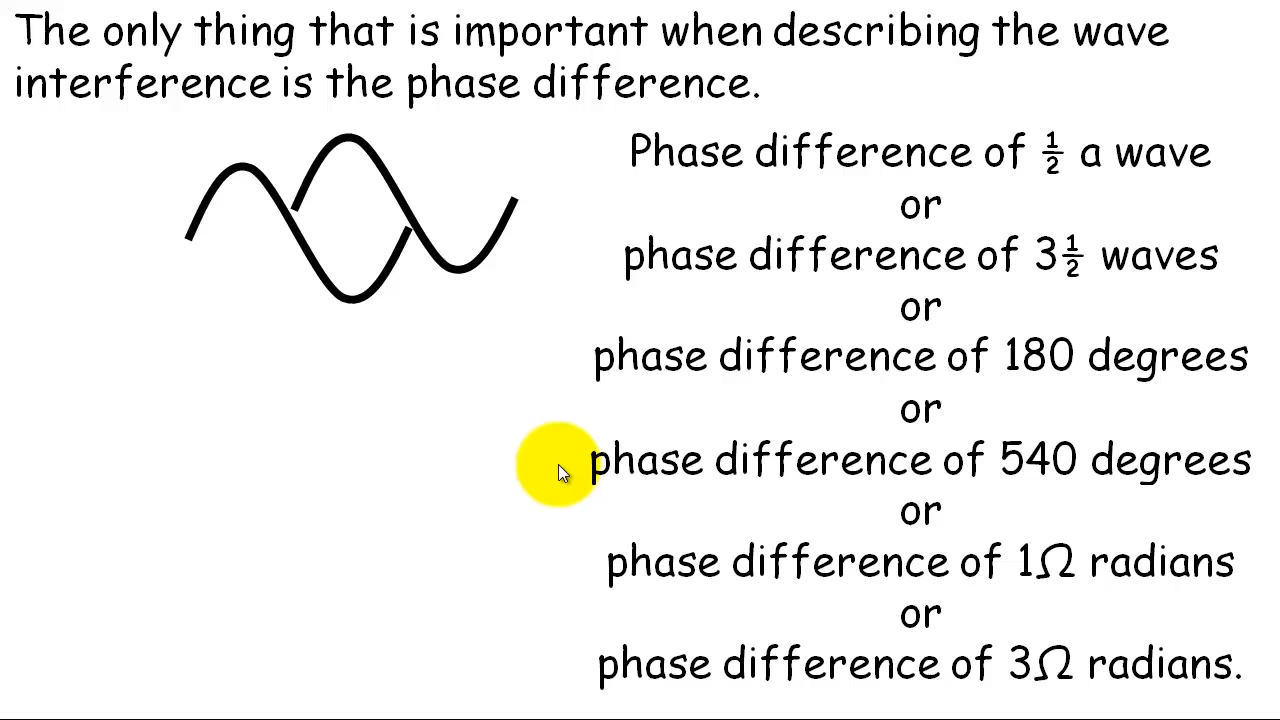 The only thing that is important when describing the wave
interference is the phase difference.
Phase difference of ½ a wave
or
phase difference of 3½ waves
or
phase difference of 180 degrees
or
phase difference of 540 degrees
or
phase difference of 1Ω radians
or
phase difference of 3Ω radians.